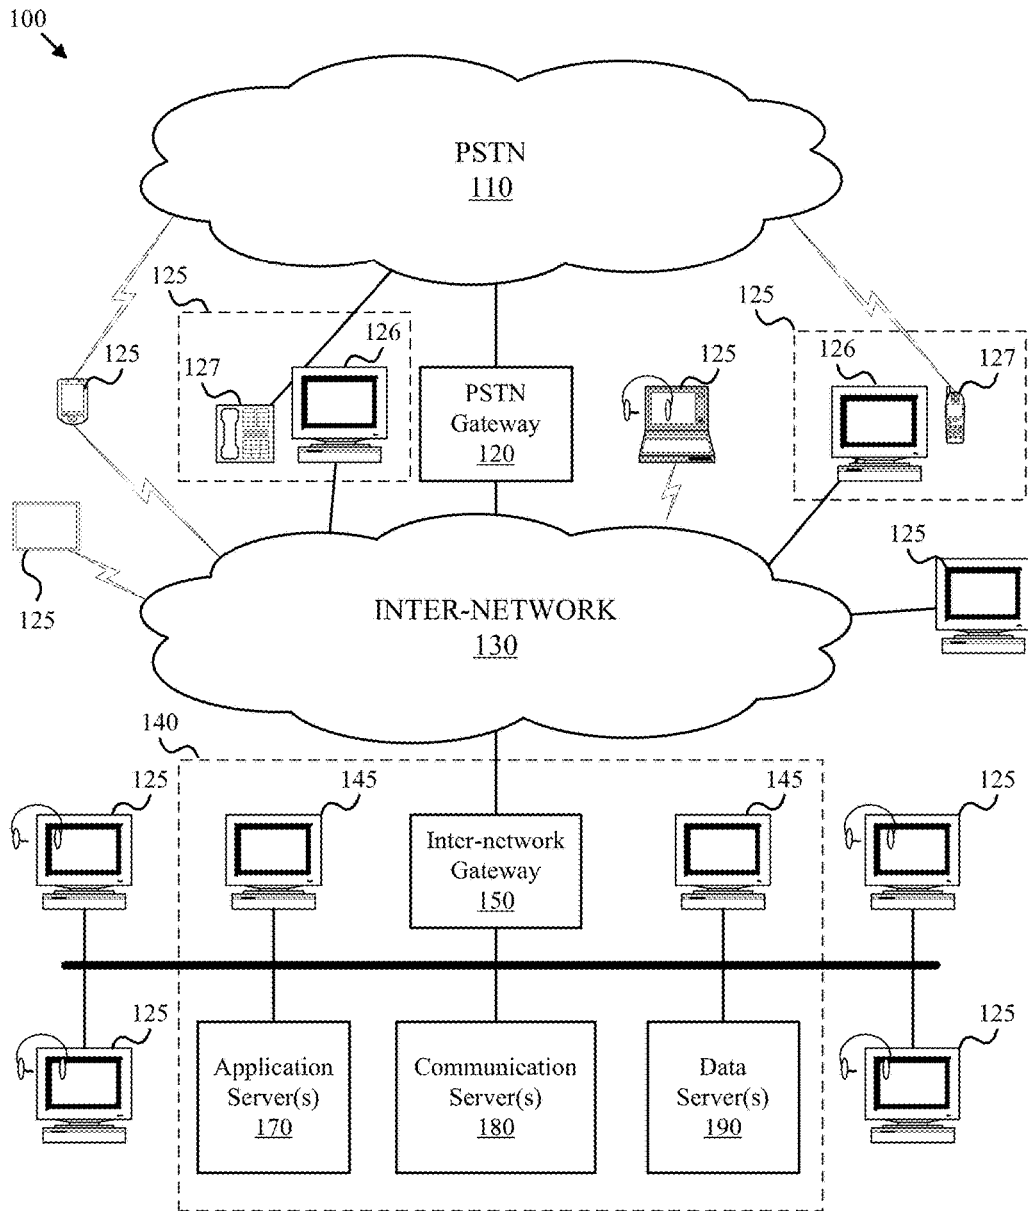 100
PSTN
110
125
125
125
126
125
126
127
127
PSTN
Gateway
120
125
125
INTER-NETWORK
130
140
125
145
145
125
Inter-network
Gateway
150
125
125
Application
Server(s)
170
Communication
Server(s)
180
Data
Server(s)
190